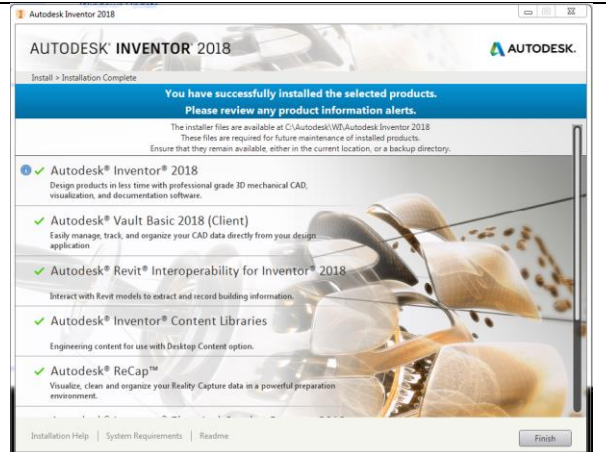 Autodesk Inventor 2018
AUTODESK® INVENTOR® 2018
AUTODESK.
Install > Installation Complete
You have successfully installed the selected products.
Please review any product information alerts.
The installer files are available at C:\Autodesk\WI\Autodesk Inventor 2018
These files are required for future maintenance of installed products.
Ensure that they remain available, either in the current location, or a backup directory.
Autodesk® Inventor® 2018
Design products in less time with professional grade 3D mechanical CAD,
visualization, and documentation software.
Autodesk® Vault Basic 2018 (Client)
Easily manage, track, and organize your CAD data directly from your design
application
Autodesk® Revit® Interoperability for Inventor® 2018
Interact with Revit models to extract and record building information.
Autodesk® Inventor® Content Libraries
Engineering content for use with Desktop Content option.
Autodesk® ReCap™
Visualize, clean and organize your Reality Capture data in a powerful preparation
environment.
Installation Help | System Requirements | Readme
Finish